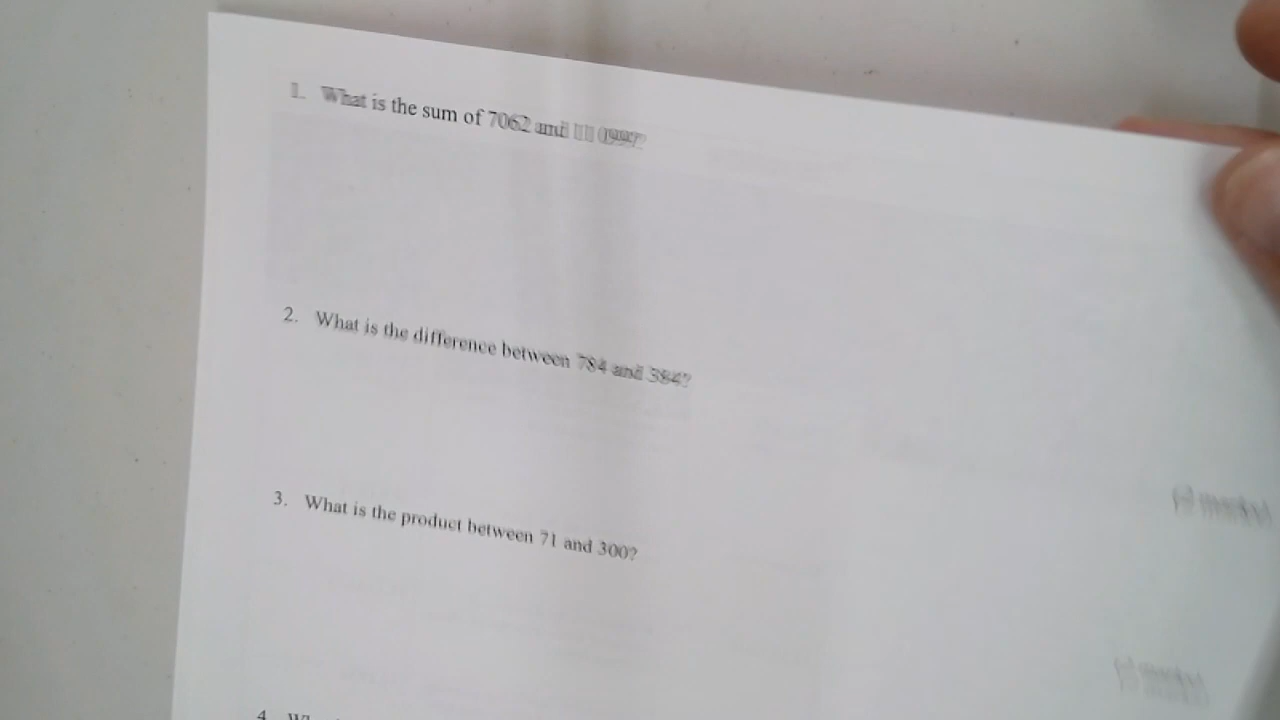 1. What is the sum of 7062 and
2. What is the difference between 784 and 384?
3. What is the product between 71 and 300?
4.